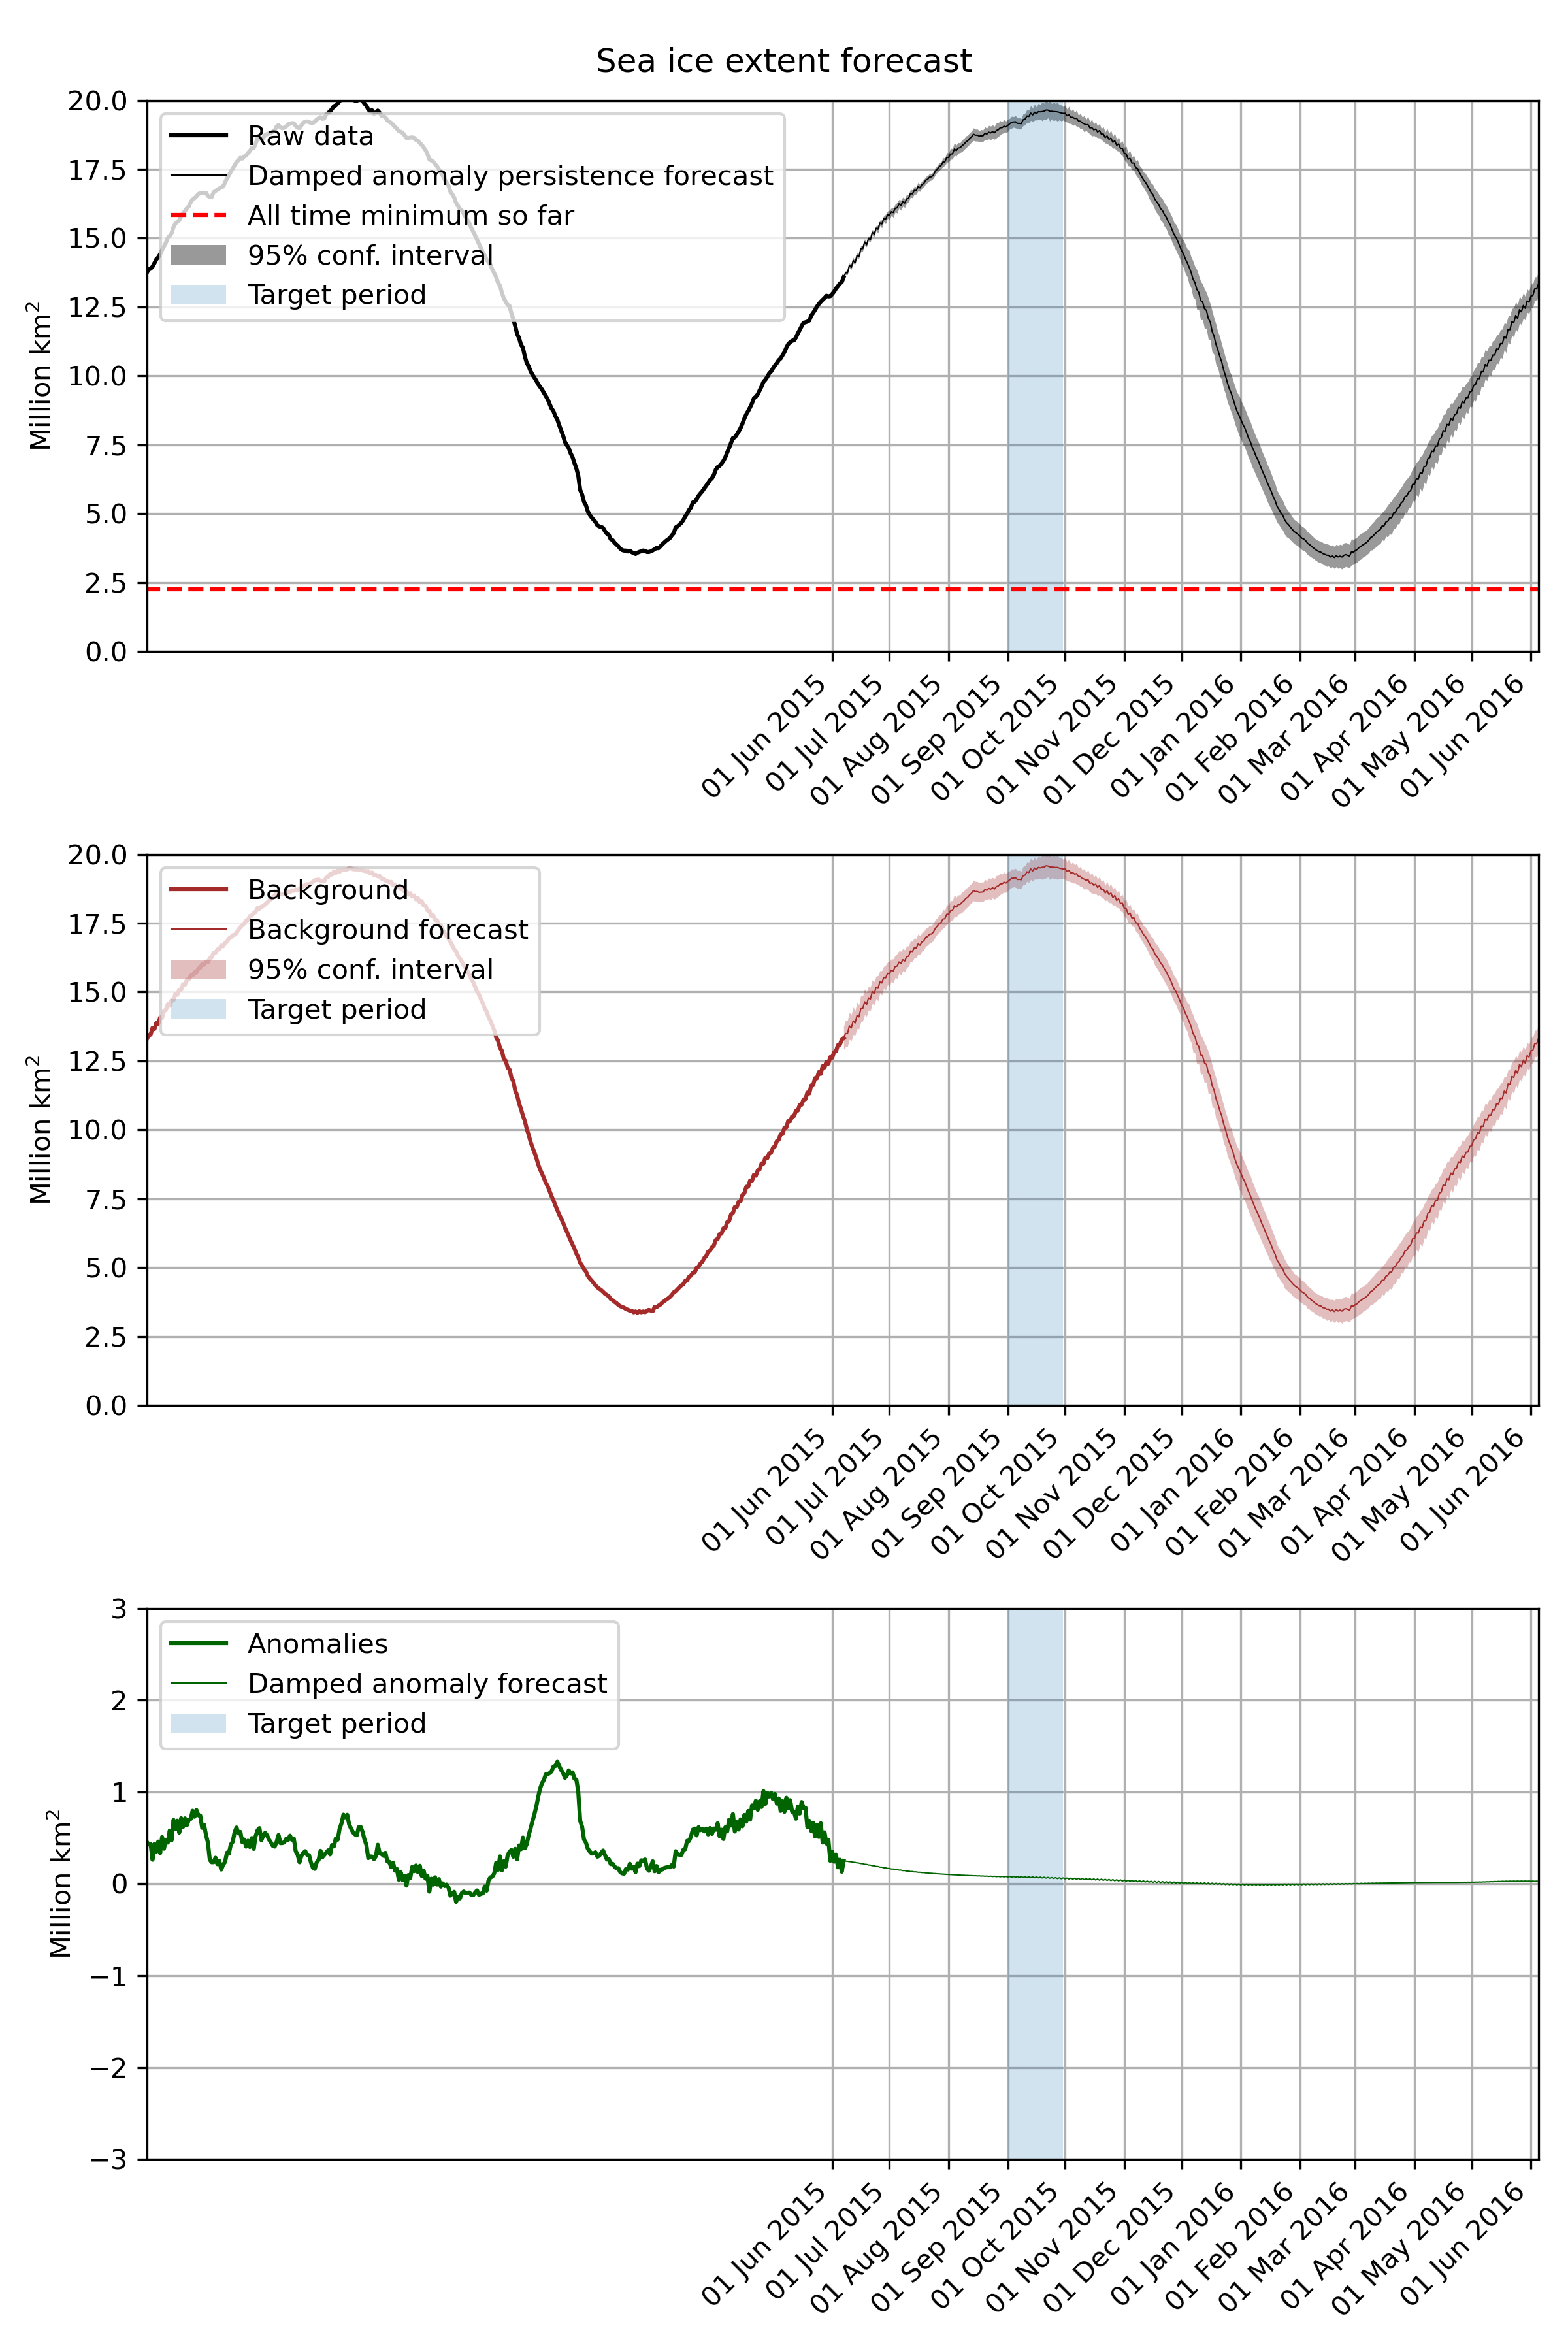 Sea ice extent forecast
20.0
17.5
15.0
12.5
10.0
7.5
5.0
2.5
0.0
Million km²
Raw data
Damped anomaly persistence forecast
All time minimum so far
95% conf. interval
Target period
01 Jun 2015
01 Jul 2015
01 Aug 2015
01 Sep 2015
01 Oct 2015
01 Nov 2015
01 Dec 2015
01 Jan 2016
01 Feb 2016
01 Mar 2016
01 Apr 2016
01 May 2016
01 Jun 2016
20.0
17.5
15.0
12.5
10.0
7.5
5.0
2.5
0.0
Million km²
Background
Background forecast
95% conf. interval
Target period
01 Jun 2015
01 Jul 2015
01 Aug 2015
01 Sep 2015
01 Oct 2015
01 Nov 2015
01 Dec 2015
01 Jan 2016
01 Feb 2016
01 Mar 2016
01 Apr 2016
01 May 2016
01 Jun 2016
3
2
1
0
−1
−2
−3
Million km²
Anomalies
Damped anomaly forecast
Target period
01 Jun 2015
01 Jul 2015
01 Aug 2015
01 Sep 2015
01 Oct 2015
01 Nov 2015
01 Dec 2015
01 Jan 2016
01 Feb 2016
01 Mar 2016
01 Apr 2016
01 May 2016
01 Jun 2016